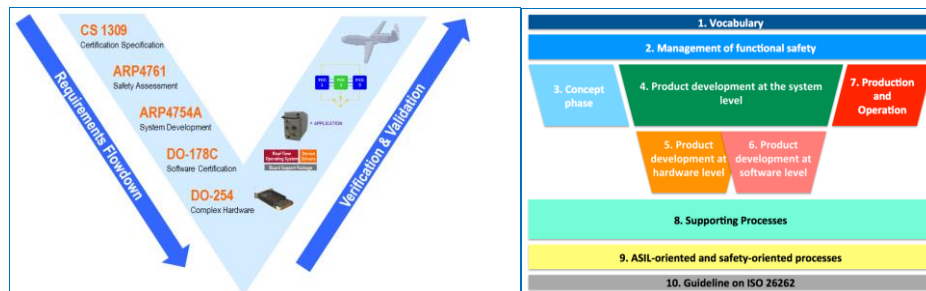 CS 1309
Certification Specification
ARP4761
Safety Assessment
ARP4754A
System Development
DO-178C
Software Certification
DO-254
Complex Hardware
Requirements Flowdown
+ APPLICATION
Real-Time
Operating System
Device
Drivers
Board Support Package
Verification & Validation
1. Vocabulary
2. Management of functional safety
3. Concept
phase
4. Product development at the system
level
7. Production
and
Operation
5. Product
development at
hardware level
6. Product
development at
software level
8. Supporting Processes
9. ASIL-oriented and safety-oriented processes
10. Guideline on ISO 26262